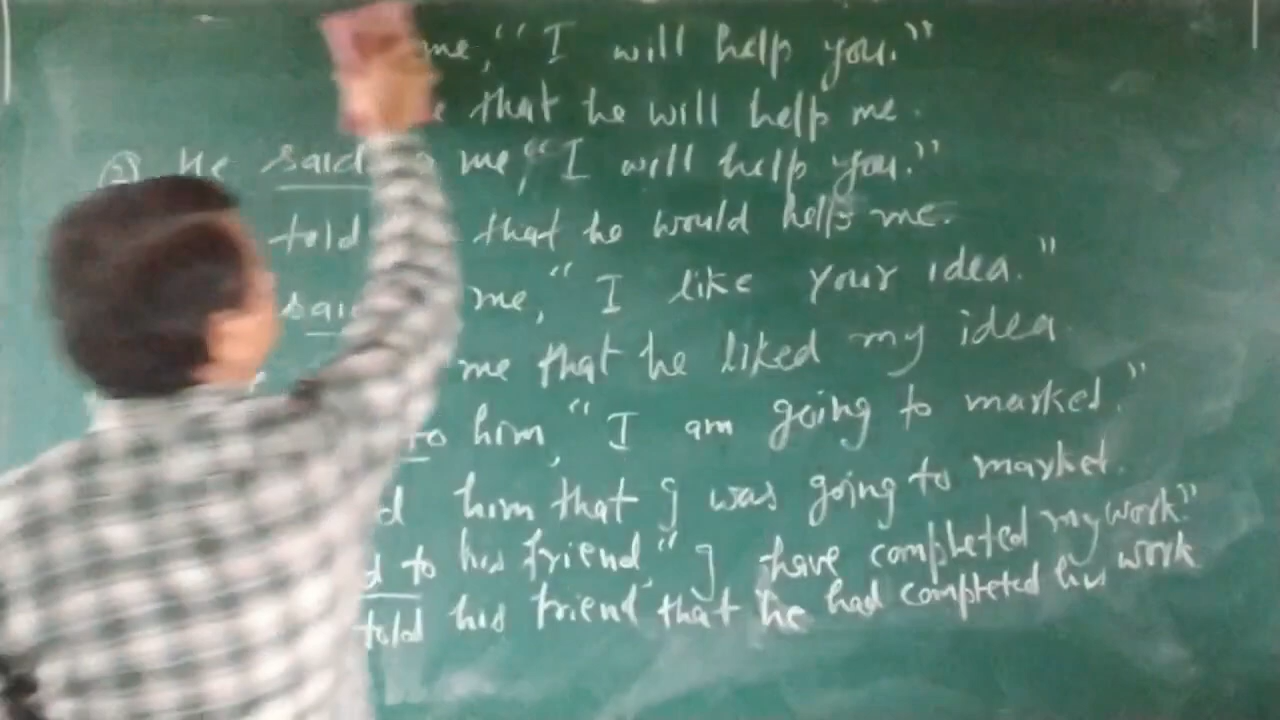 me, "I will help you."
that he will help me.
(2) He said me, "I will help you."
told that he would help me.
said me, "I like your idea."
me that he liked my idea
to him, "I am going to market."
him that I was going to market.
to his friend "I have completed my work."
told his friend that he had completed his work